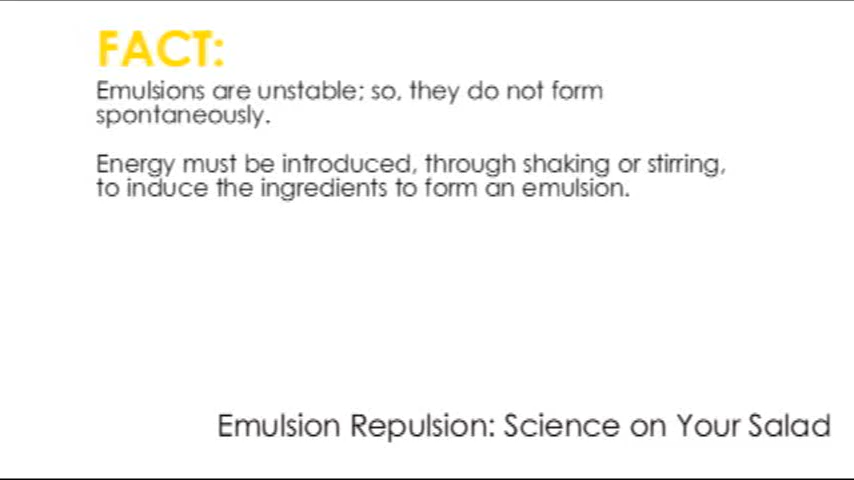 FACT:
Emulsions are unstable; so, they do not form
spontaneously.
Energy must be introduced, through shaking or stirring,
to induce the ingredients to form an emulsion.
Emulsion Repulsion: Science on Your Salad